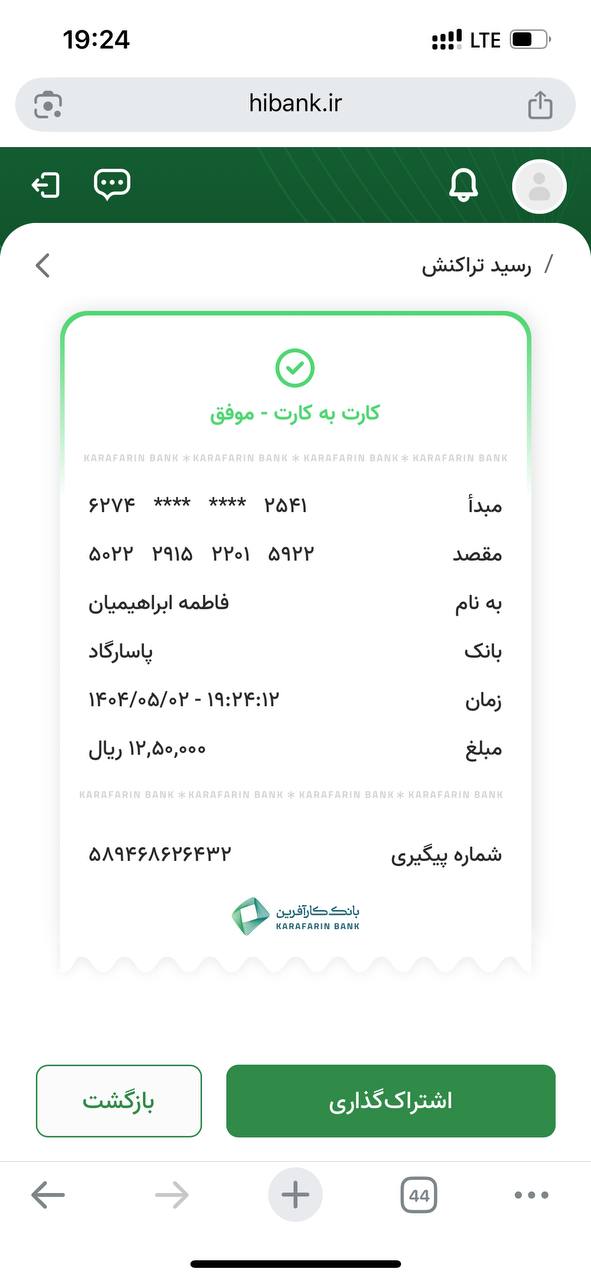 19:24
LTE
hibank.ir
/ رسید تراکنش
کارت به کارت - موفق
KARAFARIN BANK * KARAFARIN BANK * KARAFARIN BANK * KARAFARIN BANK
مبدأ ۶۲۷۴ **** **** ۲۵۴۱
مقصد ۵۰۲۲ ۲۹۱۵ ۲۲۰۱ ۵۹۲۲
به نام فاطمه ابراهیمیان
بانک پاسارگاد
زمان ۱۴۰۴/۰۵/۰۲ - ۱۹:۲۴:۱۲
مبلغ ۱۲,۵۰,۰۰۰ ریال
KARAFARIN BANK * KARAFARIN BANK * KARAFARIN BANK * KARAFARIN BANK
شماره پیگیری ۵۸۹۴۶۸۶۲۶۴۳۲
بانک کارآفرین
KARAFARIN BANK
اشتراک‌گذاری
بازگشت
44